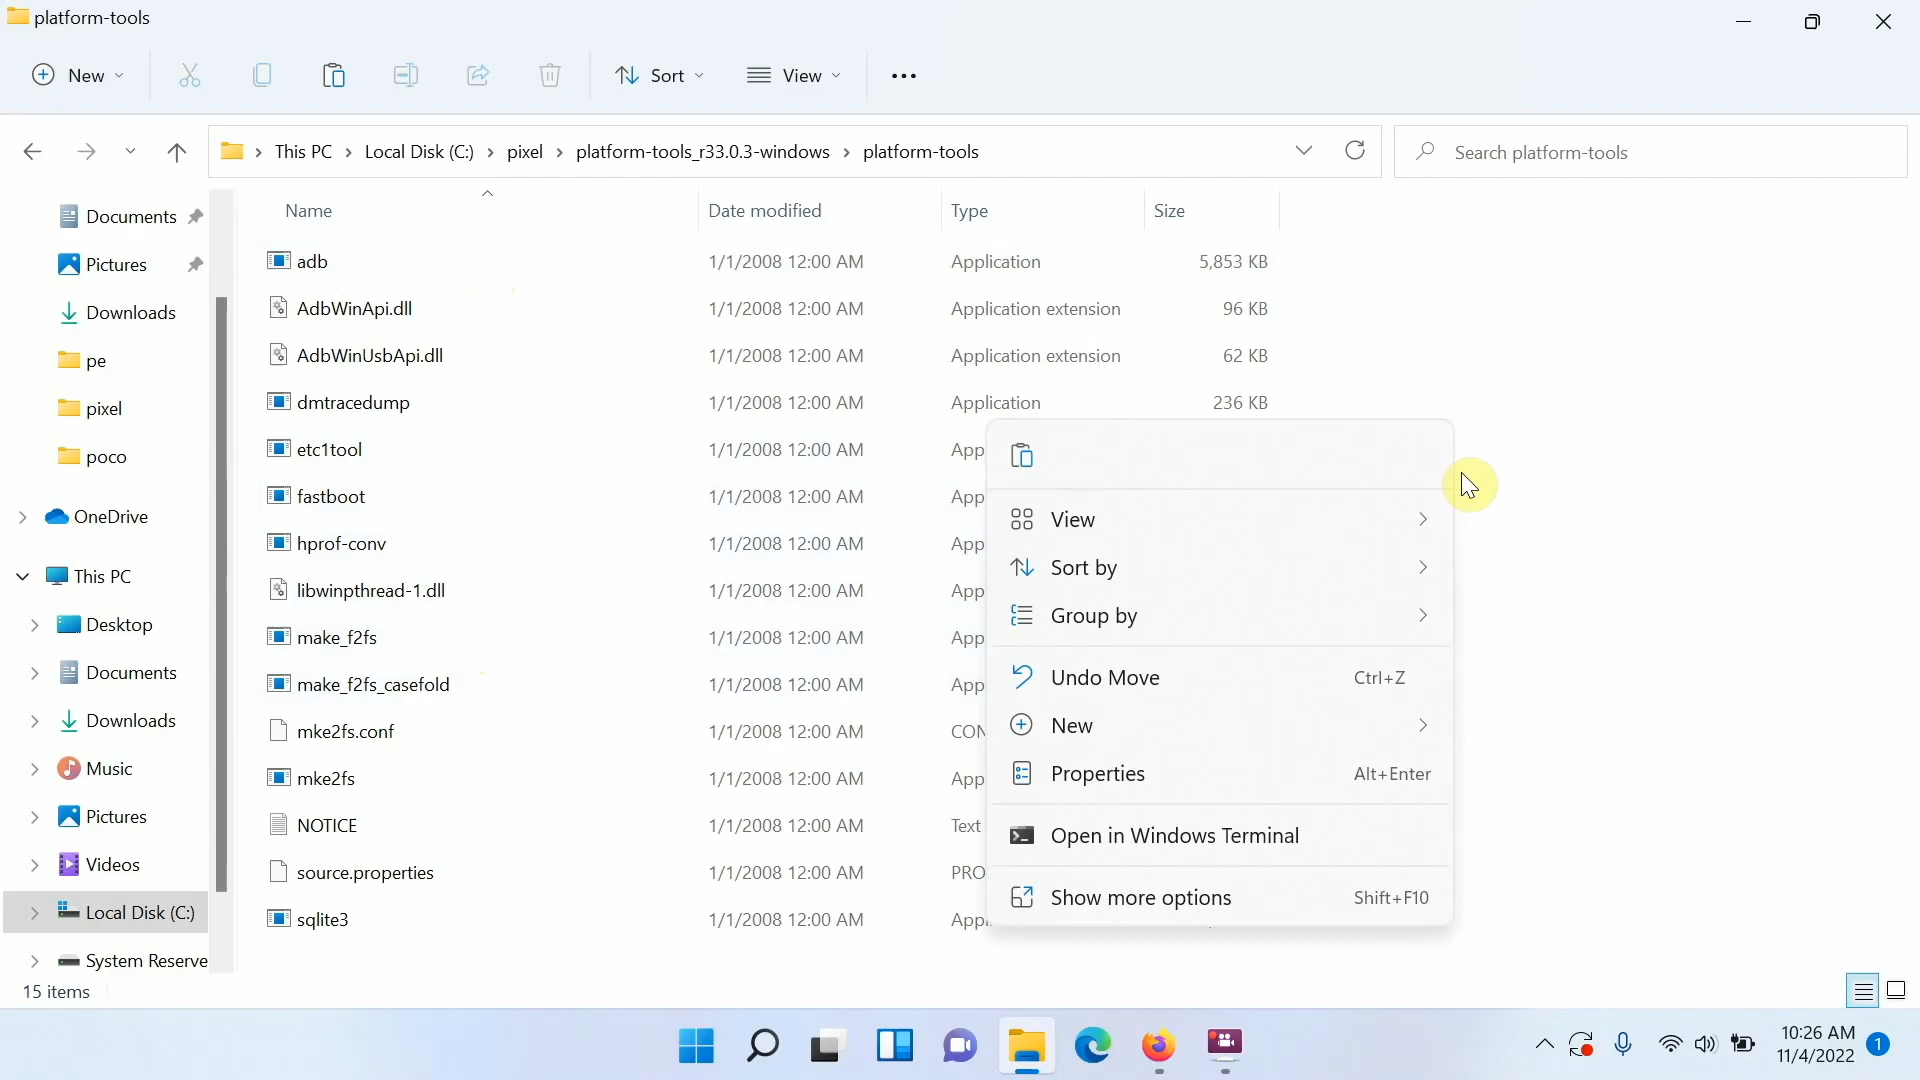 platform-tools
New
Sort
View
This PC
Local Disk (C:)
pixel
platform-tools_r33.0.3-windows
platform-tools
Search platform-tools
Documents
Pictures
Downloads
pe
pixel
poco
OneDrive
This PC
Desktop
Documents
Downloads
Music
Pictures
Videos
Local Disk (C:)
System Reserve
Name Date modified Type Size
adb 1/1/2008 12:00 AM Application 5,853 KB
AdbWinApi.dll 1/1/2008 12:00 AM Application extension 96 KB
AdbWinUsbApi.dll 1/1/2008 12:00 AM Application extension 62 KB
dmtracedump 1/1/2008 12:00 AM Application 236 KB
etc1tool 1/1/2008 12:00 AM App
fastboot 1/1/2008 12:00 AM App
hprof-conv 1/1/2008 12:00 AM App
libwinpthread-1.dll 1/1/2008 12:00 AM App
make_f2fs 1/1/2008 12:00 AM App
make_f2fs_casefold 1/1/2008 12:00 AM App
mke2fs.conf 1/1/2008 12:00 AM CON
mke2fs 1/1/2008 12:00 AM App
NOTICE 1/1/2008 12:00 AM Text
source.properties 1/1/2008 12:00 AM PRO
sqlite3 1/1/2008 12:00 AM App
View
Sort by
Group by
Undo Move Ctrl+Z
New
Properties Alt+Enter
Open in Windows Terminal
Show more options Shift+F10
15 items
10:26 AM
11/4/2022
1